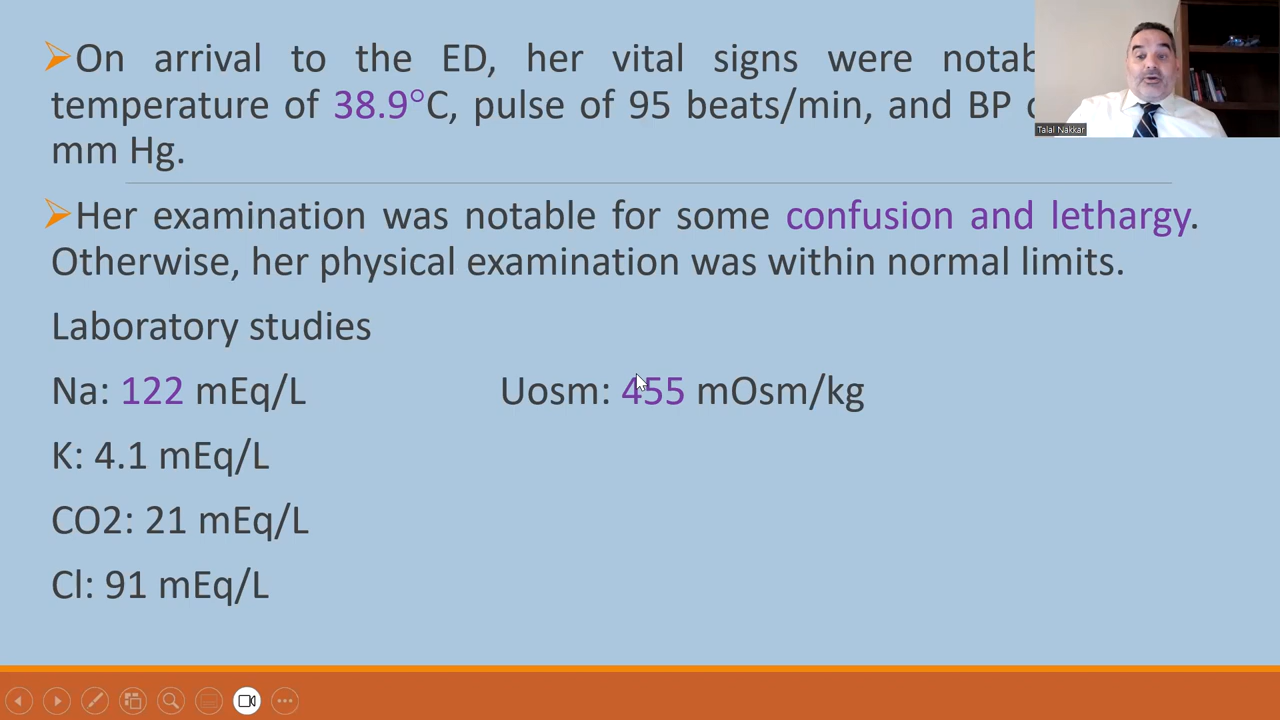 ➢On arrival to the ED, her vital signs were
temperature of 38.9°C, pulse of 95 beats/min, and BP
mm Hg.
➢Her examination was notable for some confusion and lethargy.
Otherwise, her physical examination was within normal limits.
Laboratory studies
Na: 122 mEq/L Uosm: 455 mOsm/kg
K: 4.1 mEq/L
CO2: 21 mEq/L
Cl: 91 mEq/L
Talal Nakkar